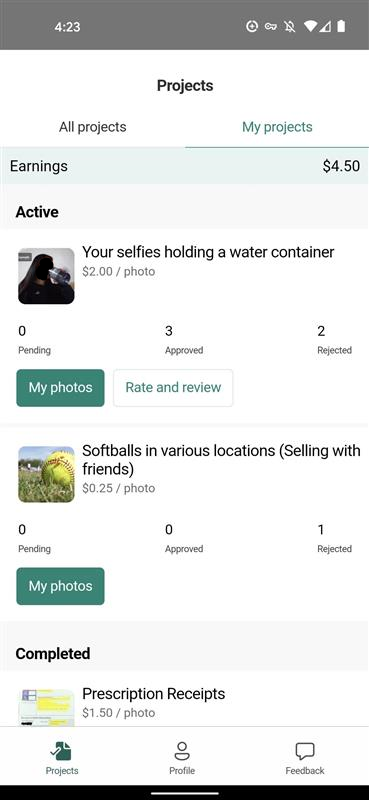 4:23
Projects
All projects
My projects
Earnings
$4.50
Active
Your selfies holding a water container
$2.00 / photo
0
3
2
Pending
Approved
Rejected
My photos
Rate and review
Softballs in various locations (Selling with
friends)
$0.25 / photo
0
0
1
Pending
Approved
Rejected
My photos
Completed
Prescription Receipts
$1.50 / photo
Projects
Profile
Feedback